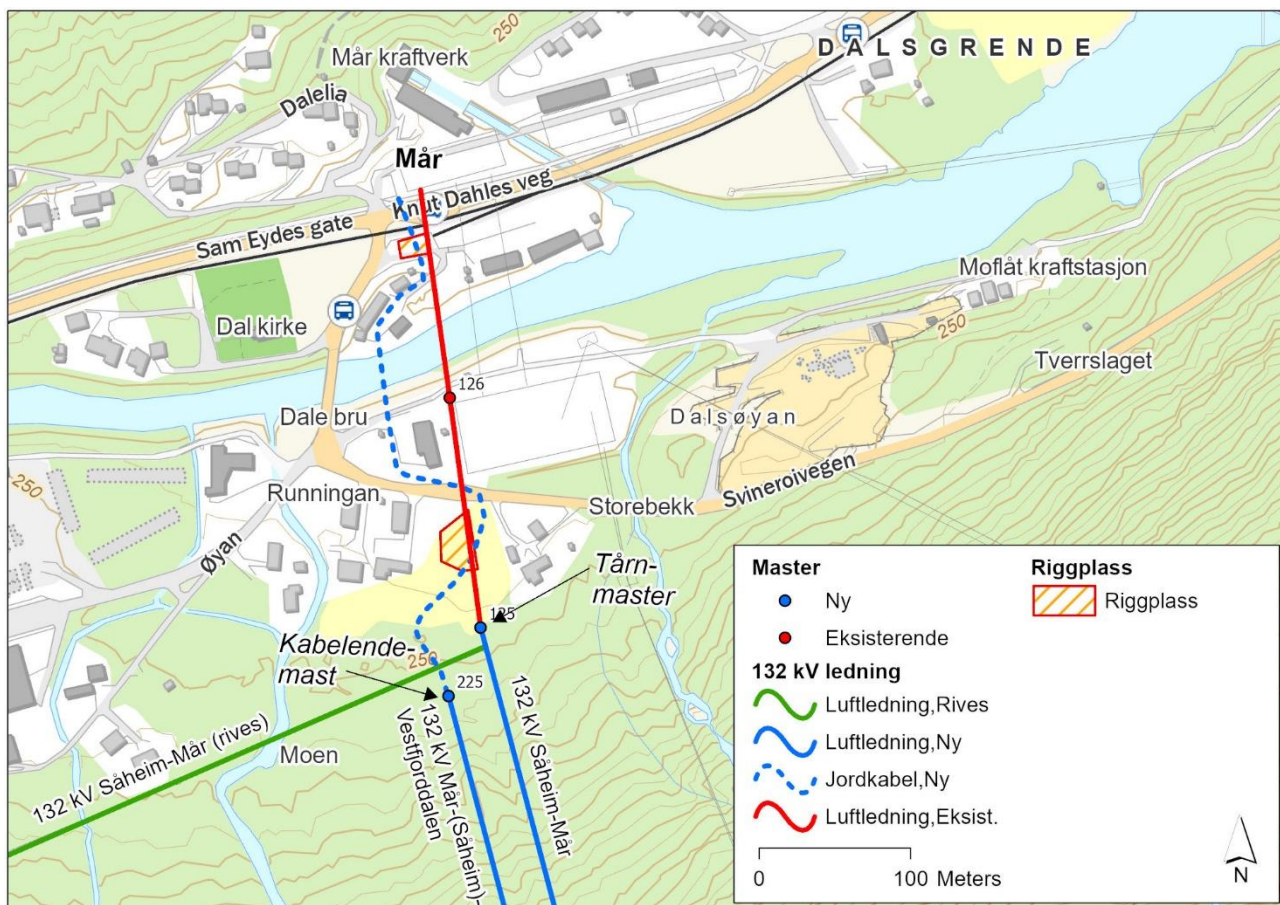 250
DALSGRENDE
Mår kraftverk
Dalelia
Mår
Knut Dahles veg
Sam Eydes gate
Moflåt kraftstasjon
250
Dal kirke
Tverrslaget
126
Dale bru
Dalsøyan
250
Runningan
Svineroivegen
Storebekk
Øyan
Tårn-
master
125
Kabelende-
mast
250
225
132 kV Såheim-Mår
132 kV Mår-(Såheim)-
Vestfjorddalen
Moen
132 kV Såheim-Mår (rives)
Master
Ny
Eksisterende
132 kV ledning
Luftledning,Rives
Luftledning,Ny
Jordkabel,Ny
Luftledning,Eksist.
0 100 Meters
Riggplass
Riggplass
N